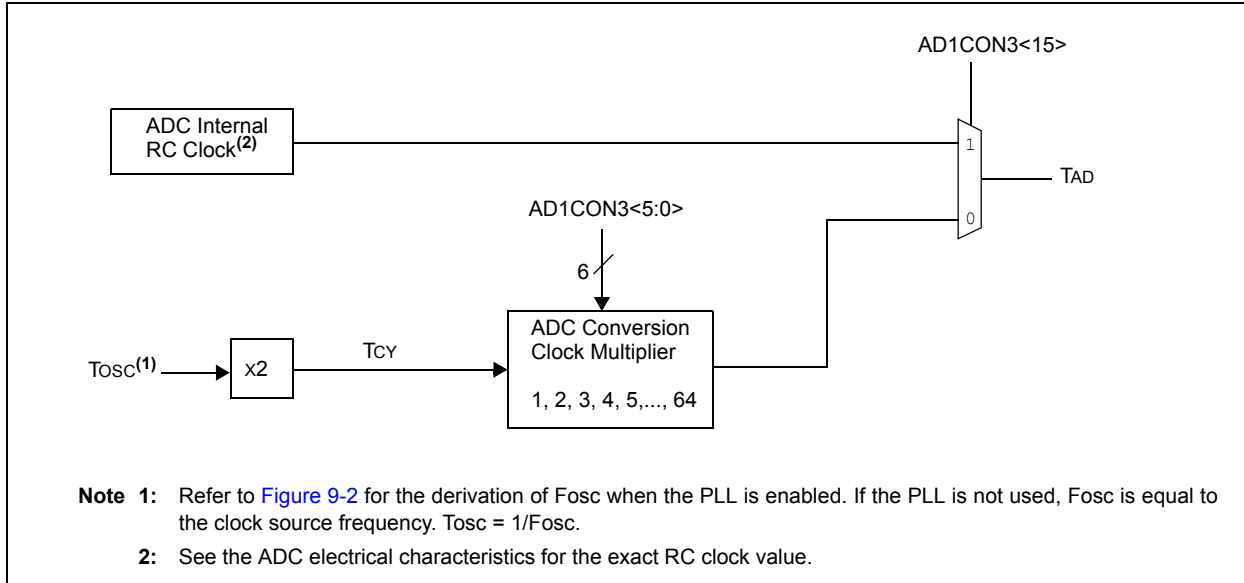 AD1CON3<15>
ADC Internal
RC Clock(2)
1
TAD
AD1CON3<5:0>
0
6
ADC Conversion
Clock Multiplier
TOSC(1)
X2
TCY
1, 2, 3, 4, 5,..., 64
Note 1: Refer to Figure 9-2 for the derivation of Fosc when the PLL is enabled. If the PLL is not used, Fosc is equal to
the clock source frequency. Tosc = 1/Fosc.
2: See the ADC electrical characteristics for the exact RC clock value.